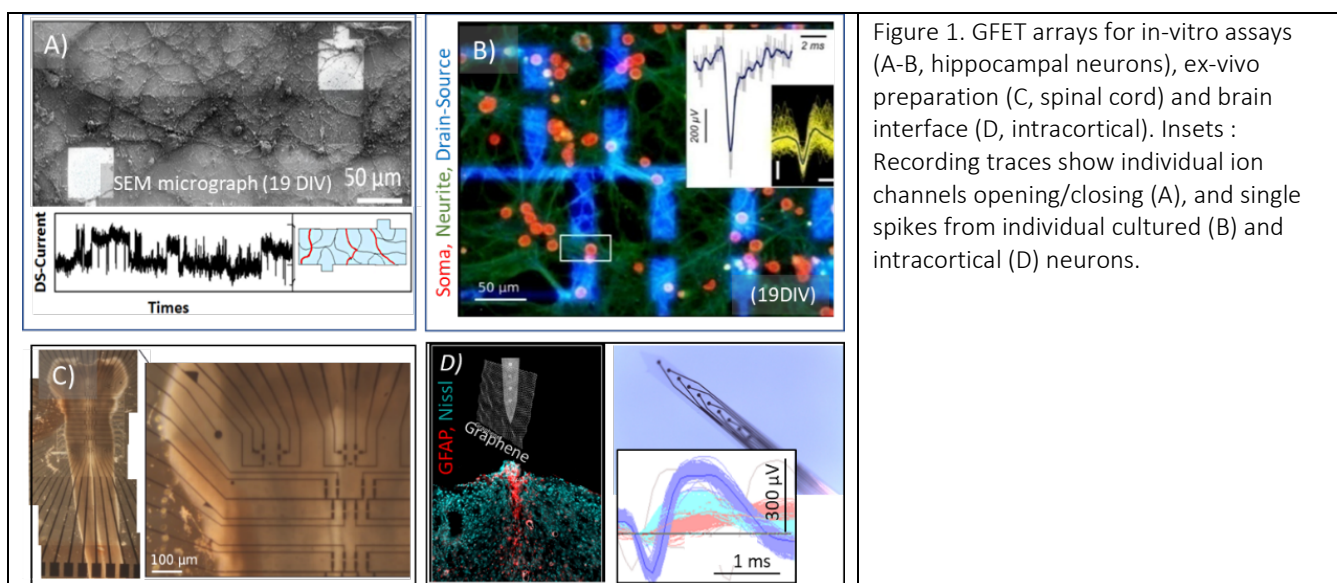 A)
SEM micrograph (19 DIV)
50 µm
DS-Current
Times
B)
Soma, Neurite, Drain-Source
2 ms
200 µV
50 µm
(19DIV)
C)
100 µm
D)
GFAP, Nissl
Graphene
300 µV
1 ms
Figure 1. GFET arrays for in-vitro assays
(A-B, hippocampal neurons), ex-vivo
preparation (C, spinal cord) and brain
interface (D, intracortical). Insets :
Recording traces show individual ion
channels opening/closing (A), and single
spikes from individual cultured (B) and
intracortical (D) neurons.